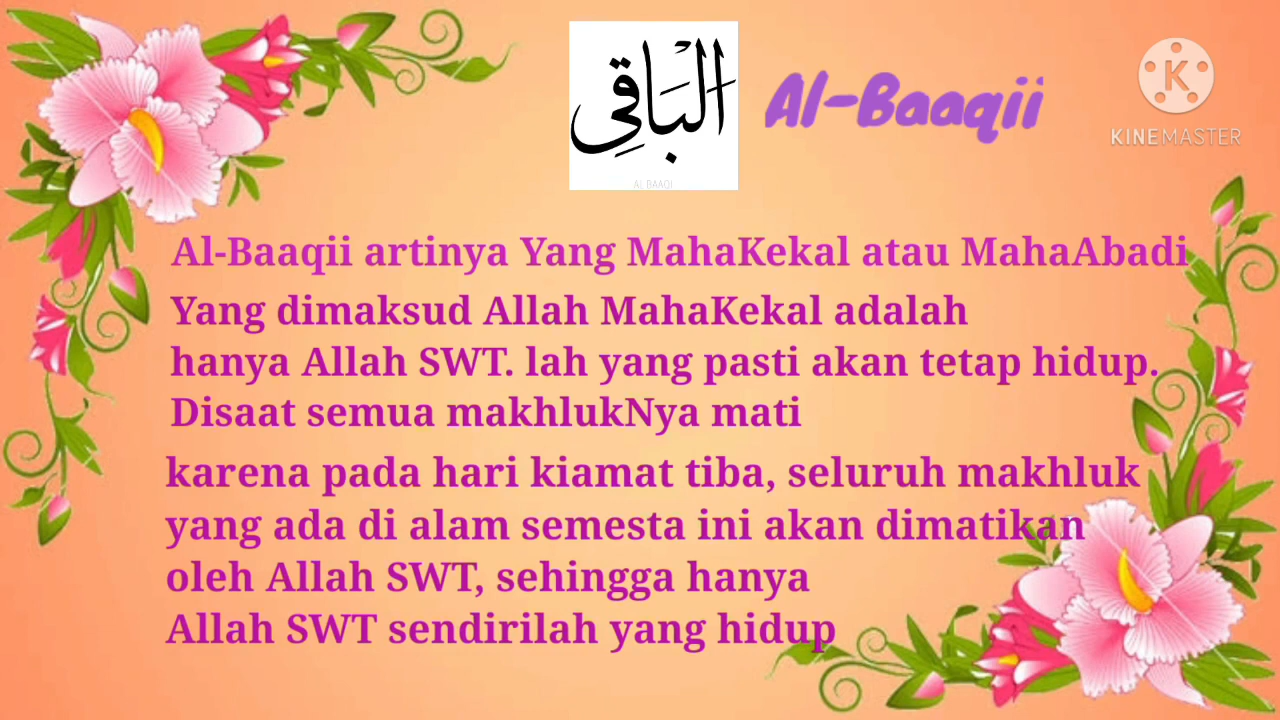 الْبَاقِي
Al-Baaqii
AL BAAQI
KINEMASTER
Al-Baaqii artinya Yang MahaKekal atau MahaAbadi
Yang dimaksud Allah MahaKekal adalah
hanya Allah SWT. lah yang pasti akan tetap hidup.
Disaat semua makhlukNya mati
karena pada hari kiamat tiba, seluruh makhluk
yang ada di alam semesta ini akan dimatikan
oleh Allah SWT, sehingga hanya
Allah SWT sendirilah yang hidup